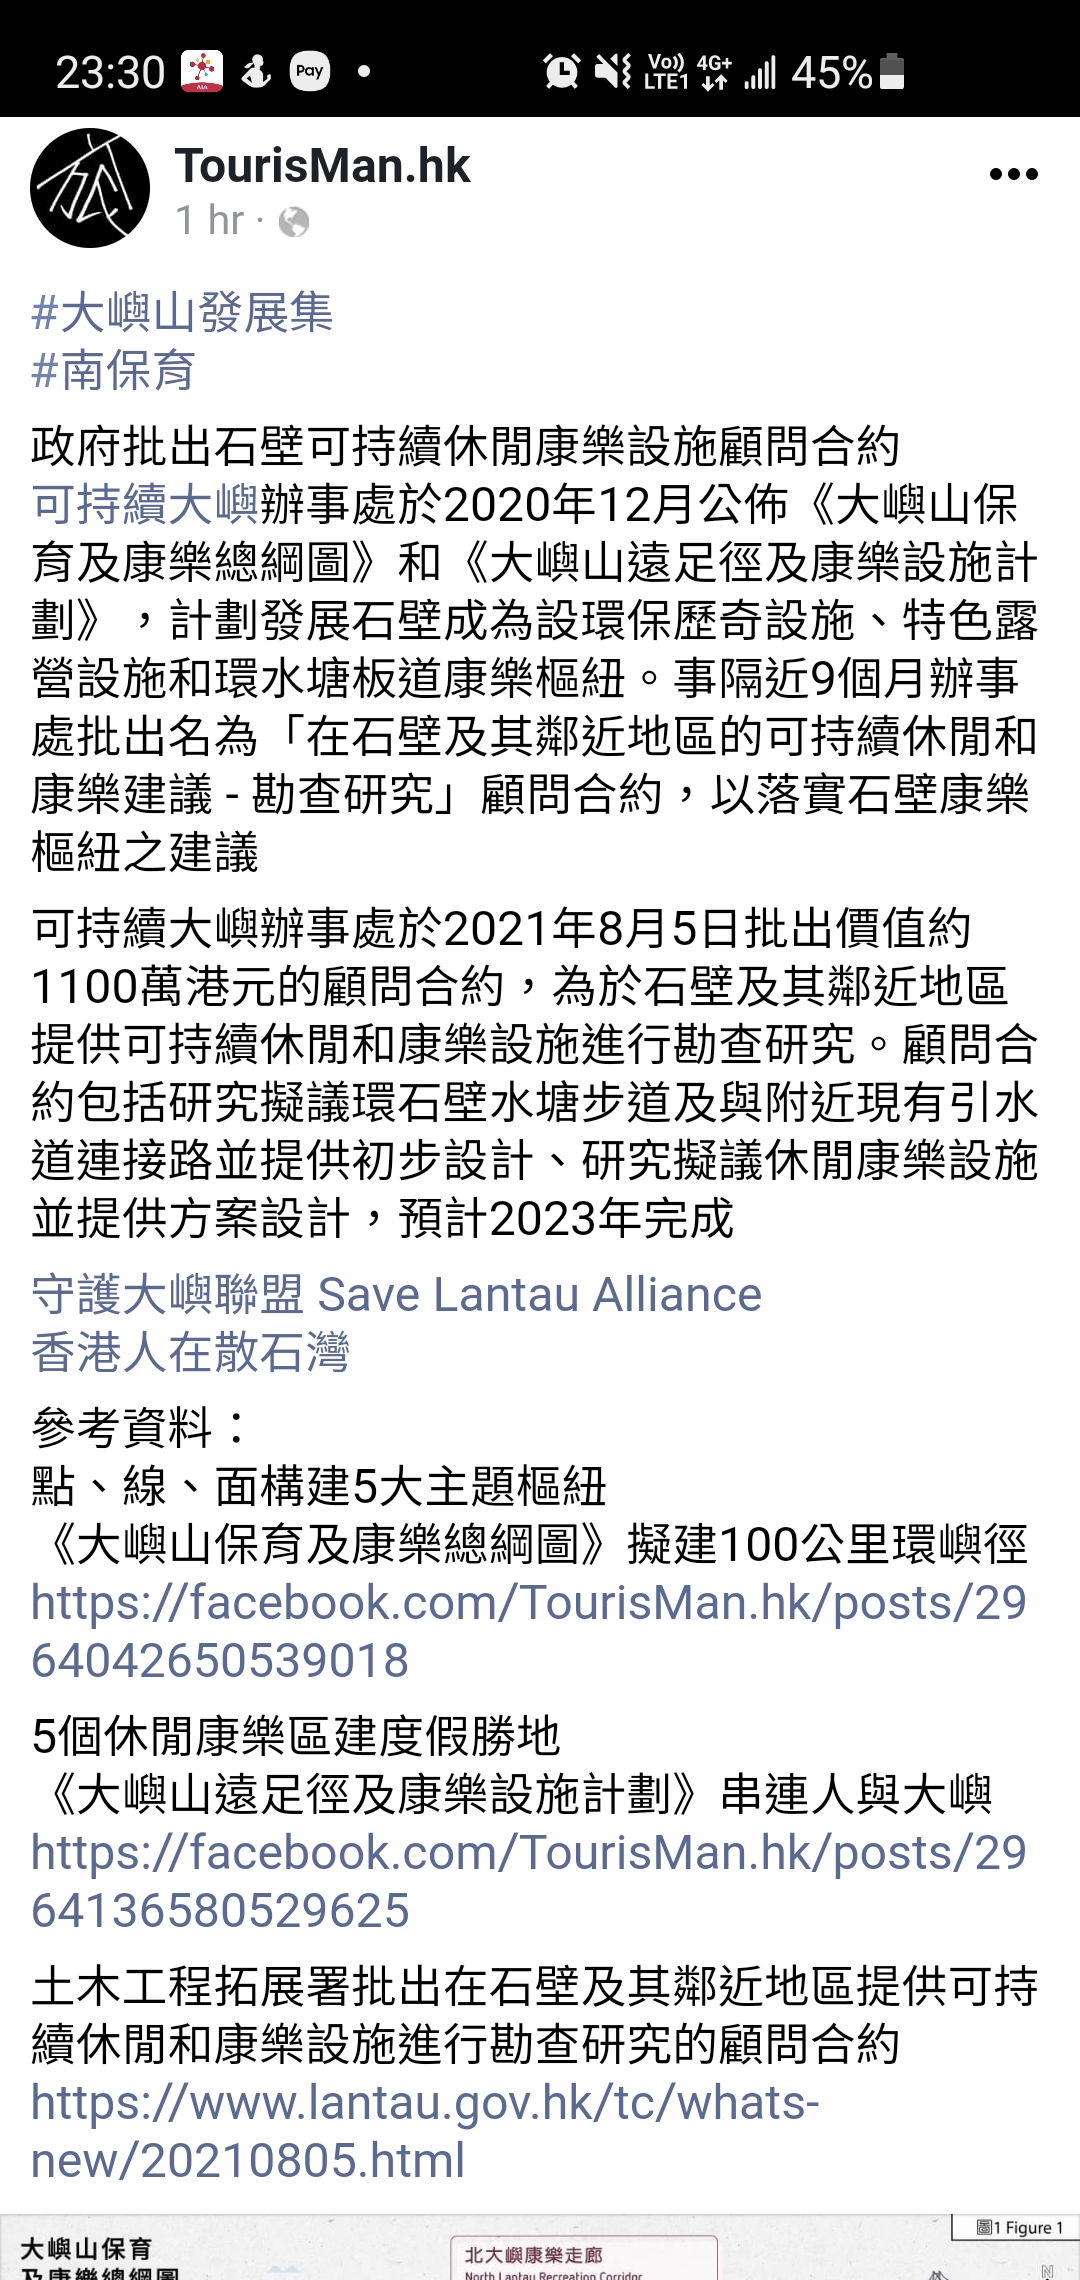 23:30 AIA Pay Vo)) LTE1 4G+ 45%
TourisMan.hk
1 hr ·
#大嶼山發展集
#南保育
政府批出石壁可持續休閒康樂設施顧問合約
可持續大嶼辦事處於2020年12月公佈《大嶼山保
育及康樂總綱圖》和《大嶼山遠足徑及康樂設施計
劃》，計劃發展石壁成為設環保歷奇設施、特色露
營設施和環水塘板道康樂樞紐。事隔近9個月辦事
處批出名為「在石壁及其鄰近地區的可持續休閒和
康樂建議 - 勘查研究」顧問合約，以落實石壁康樂
樞紐之建議
可持續大嶼辦事處於2021年8月5日批出價值約
1100萬港元的顧問合約，為於石壁及其鄰近地區
提供可持續休閒和康樂設施進行勘查研究。顧問合
約包括研究擬議環石壁水塘步道及與附近現有引水
道連接路並提供初步設計、研究擬議休閒康樂設施
並提供方案設計，預計2023年完成
守護大嶼聯盟 Save Lantau Alliance
香港人在散石灣
參考資料：
點、線、面構建5大主題樞紐
《大嶼山保育及康樂總綱圖》擬建100公里環嶼徑
https://facebook.com/TourisMan.hk/posts/29
64042650539018
5個休閒康樂區建度假勝地
《大嶼山遠足徑及康樂設施計劃》串連人與大嶼
https://facebook.com/TourisMan.hk/posts/29
64136580529625
土木工程拓展署批出在石壁及其鄰近地區提供可持
續休閒和康樂設施進行勘查研究的顧問合約
https://www.lantau.gov.hk/tc/whats-
new/20210805.html
圖1 Figure 1
大嶼山保育
及康樂總綱圖
北大嶼康樂走廊
North Lantau Recreation Corridor
N